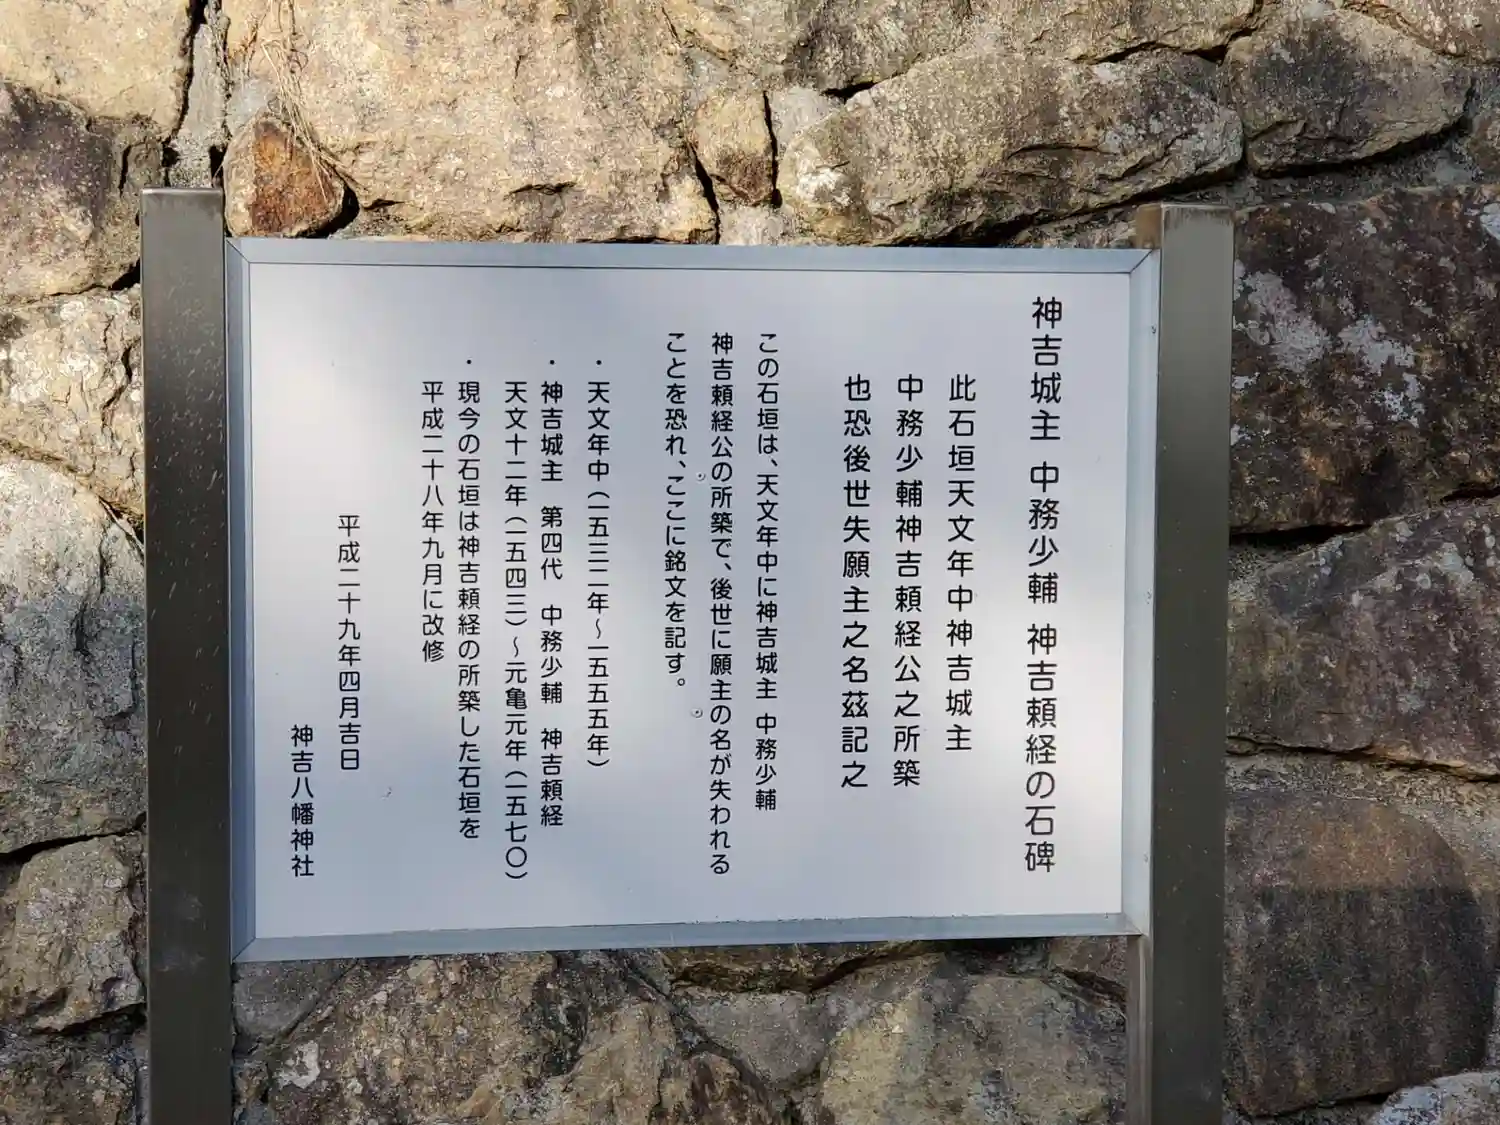 神吉城主 中務少輔 神吉頼経の石碑
此石垣天文年中神吉城主
中務少輔神吉頼経公之所築
也恐後世失願主之名茲記之
この石垣は、天文年中に神吉城主 中務少輔
神吉頼経公の所築で、後世に願主の名が失われる
ことを恐れ、ここに銘文を記す。
・天文年中(一五三二年～一五五五年)
・神吉城主 第四代 中務少輔 神吉頼経
天文十二年(一五四三)～元亀元年(一五七〇)
・現今の石垣は神吉頼経の所築した石垣を
平成二十八年九月に改修
平成二十九年四月吉日
神吉八幡神社